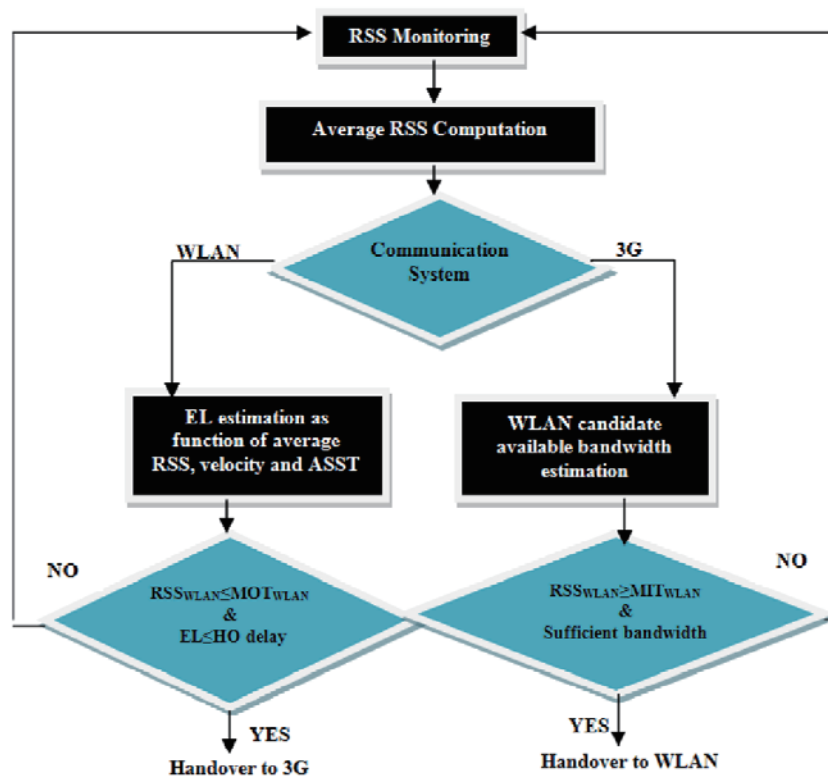 RSS Monitoring
Average RSS Computation
WLAN
Communication
System
3G
EL estimation as
function of average
RSS, velocity and ASST
WLAN candidate
available bandwidth
estimation
NO
RSSWLAN≤MOTWLAN
&
EL≤HO delay
NO
RSSWLAN≥MITWLAN
&
Sufficient bandwidth
YES
Handover to 3G
YES
Handover to WLAN